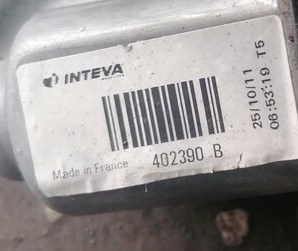 INTEVA
Made in France 402390 B
25/10/11 T5
06:53:19